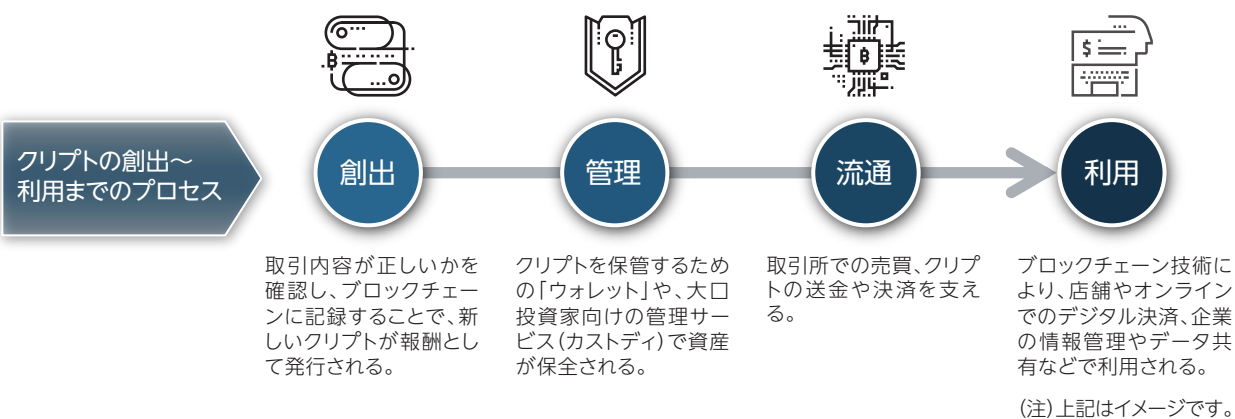 クリプトの創出～
利用までのプロセス
創出
管理
流通
利用
取引内容が正しいかを
確認し、ブロックチェー
ンに記録することで、新
しいクリプトが報酬とし
て発行される。
クリプトを保管するため
の「ウォレット」や、大口
投資家向けの管理サー
ビス(カストディ)で資産
が保全される。
取引所での売買、クリプ
トの送金や決済を支え
る。
ブロックチェーン技術に
より、店舗やオンライン
でのデジタル決済、企業
の情報管理やデータ共
有などで利用される。
(注)上記はイメージです。